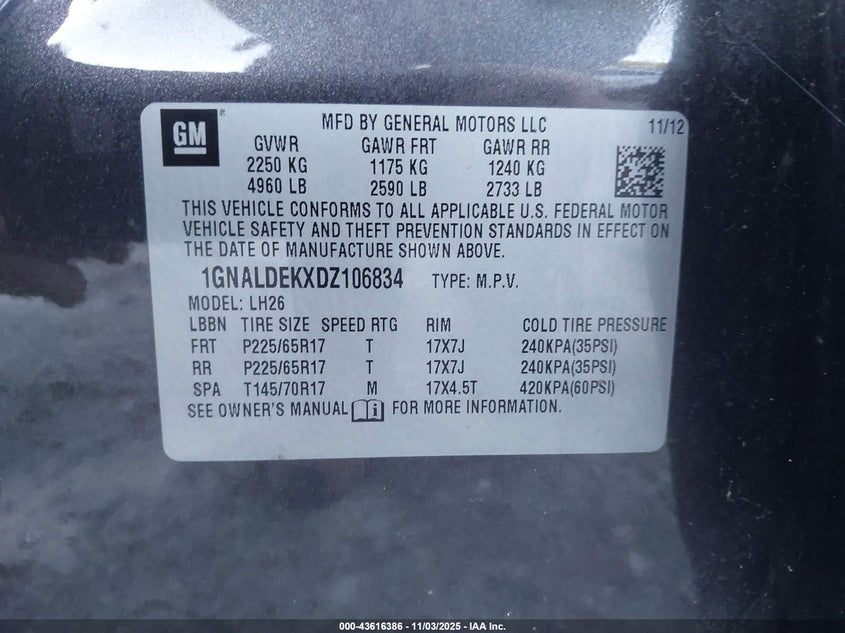 GM
MFD BY GENERAL MOTORS LLC 11/12
GVWR GAWR FRT GAWR RR
2250 KG 1175 KG 1240 KG
4960 LB 2590 LB 2733 LB
THIS VEHICLE CONFORMS TO ALL APPLICABLE U.S. FEDERAL MOTOR
VEHICLE SAFETY AND THEFT PREVENTION STANDARDS IN EFFECT ON
THE DATE OF MANUFACTURE SHOWN ABOVE.
1GNALDEKXDZ106834 TYPE: M.P.V.
MODEL: LH26
LBBN TIRE SIZE SPEED RTG RIM COLD TIRE PRESSURE
FRT P225/65R17 T 17X7J 240KPA(35PSI)
RR P225/65R17 T 17X7J 240KPA(35PSI)
SPA T145/70R17 M 17X4.5T 420KPA(60PSI)
SEE OWNER'S MANUAL FOR MORE INFORMATION.
000-43616386 - 11/03/2025 - IAA Inc.